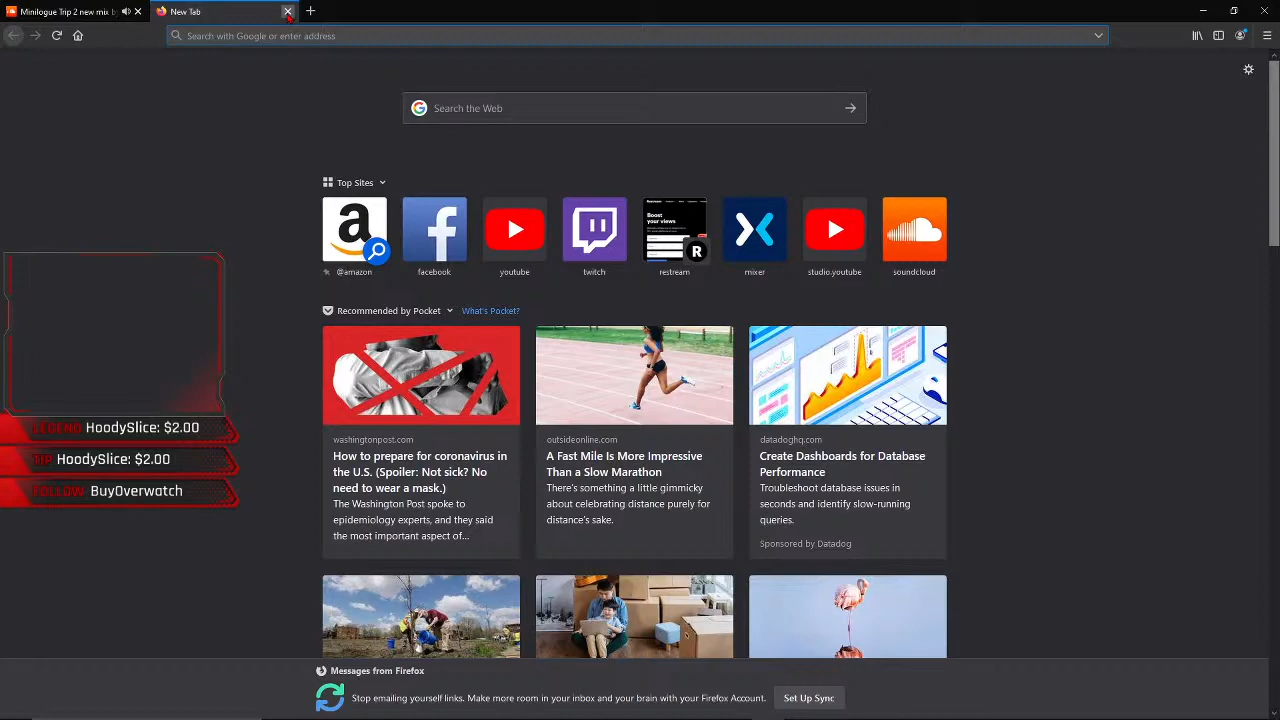 Minilogue Trip 2 new mix b
New Tab
Search with Google or enter address
Search the Web
Top Sites
a
@amazon
f
facebook
youtube
twitch
Restream
Boost
your views
R
restream
mixer
studio.youtube
soundcloud
Recommended by Pocket
What's Pocket?
washingtonpost.com
How to prepare for coronavirus in
the U.S. (Spoiler: Not sick? No
need to wear a mask.)
The Washington Post spoke to
epidemiology experts, and they said
the most important aspect of...
outsideonline.com
A Fast Mile Is More Impressive
Than a Slow Marathon
There's something a little gimmicky
about celebrating distance purely for
distance's sake.
datadoghq.com
Create Dashboards for Database
Performance
Troubleshoot database issues in
seconds and identify slow-running
queries.
Sponsored by Datadog
LEGEND HoodySlice: $2.00
TIP HoodySlice: $2.00
FOLLOW BuyOverwatch
Messages from Firefox
Stop emailing yourself links. Make more room in your inbox and your brain with your Firefox Account.
Set Up Sync